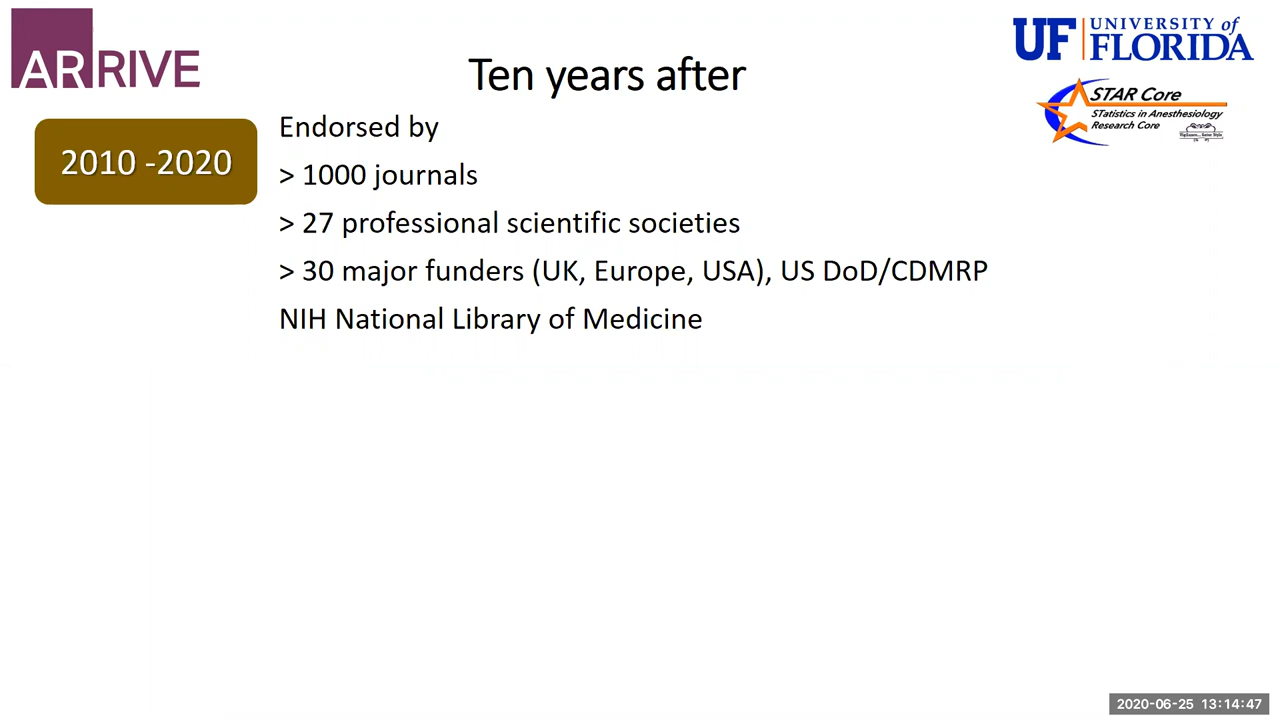 ARRIVE
Ten years after
UF UNIVERSITY of
FLORIDA
STAR Core
STatistics in Anesthesiology
Research Core
2010 -2020
Endorsed by
> 1000 journals
> 27 professional scientific societies
> 30 major funders (UK, Europe, USA), US DoD/CDMRP
NIH National Library of Medicine
2020-06-25 13:14:47